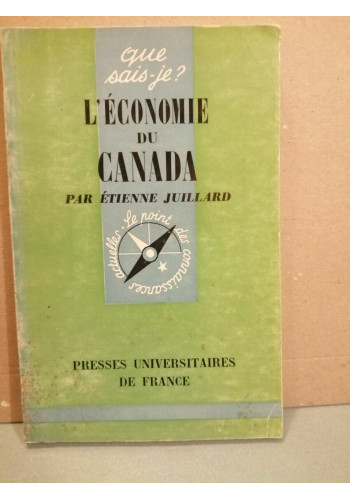 que
sais-je?
L'ÉCONOMIE
DU
CANADA
PAR ÉTIENNE JUILLARD
Le point des connaissances actuelles
PRESSES UNIVERSITAIRES
DE FRANCE